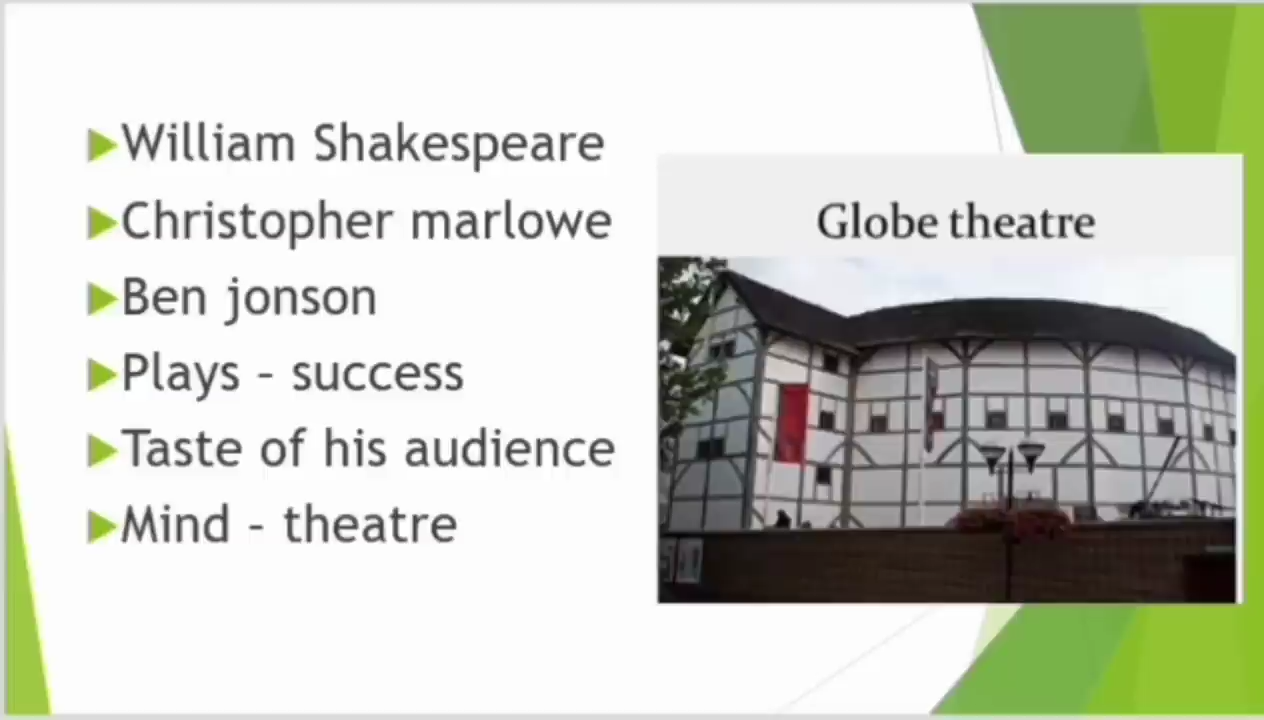 William Shakespeare
Christopher marlowe
Ben jonson
Plays – success
Taste of his audience
Mind – theatre
Globe theatre